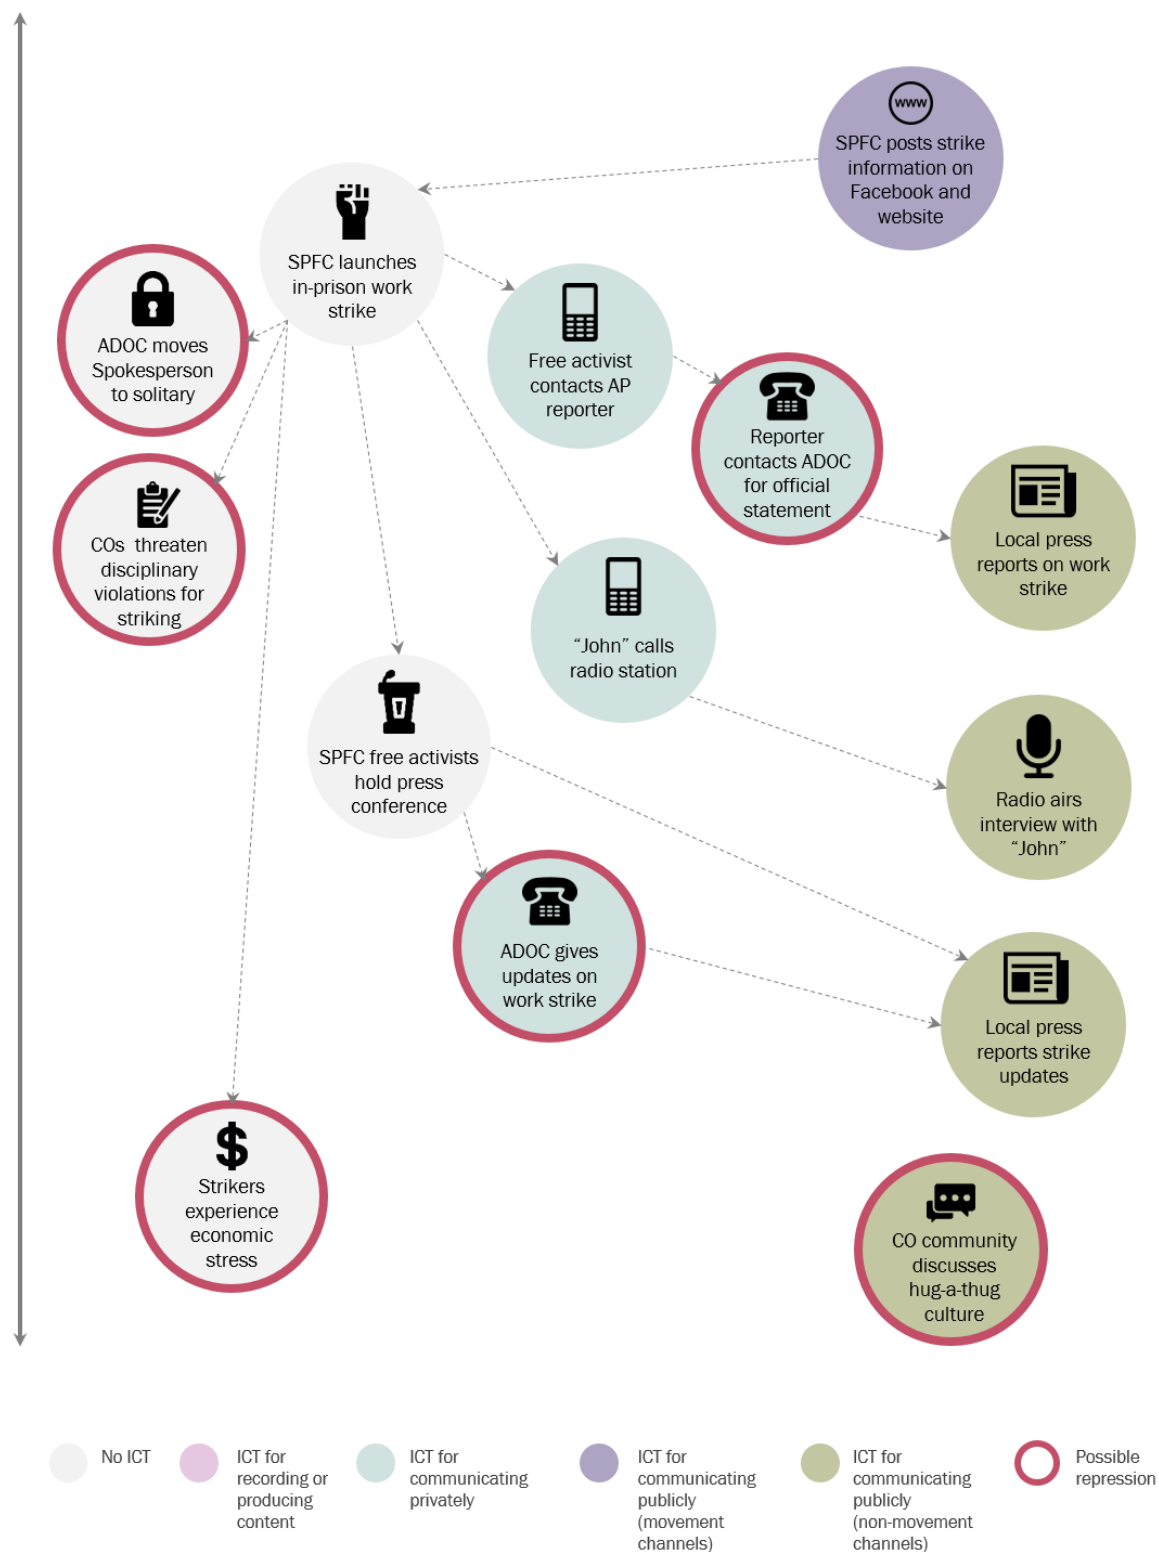 www
SPFC posts strike
information on
Facebook and
website
SPFC launches
in-prison work
strike
ADOC moves
Spokesperson
to solitary
Free activist
contacts AP
reporter
Reporter
contacts ADOC
for official
statement
COs threaten
disciplinary
violations for
striking
Local press
reports on work
strike
“John” calls
radio station
SPFC free activists
hold press
conference
Radio airs
interview with
“John”
ADOC gives
updates on
work strike
Local press
reports strike
updates
$
Strikers
experience
economic
stress
CO community
discusses
hug-a-thug
culture
No ICT
ICT for
recording or
producing
content
ICT for
communicating
privately
ICT for
communicating
publicly
(movement
channels)
ICT for
communicating
publicly
(non-movement
channels)
Possible
repression